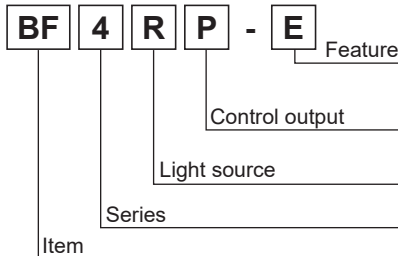 BF 4 R P - E
Feature
Control output
Light source
Series
Item